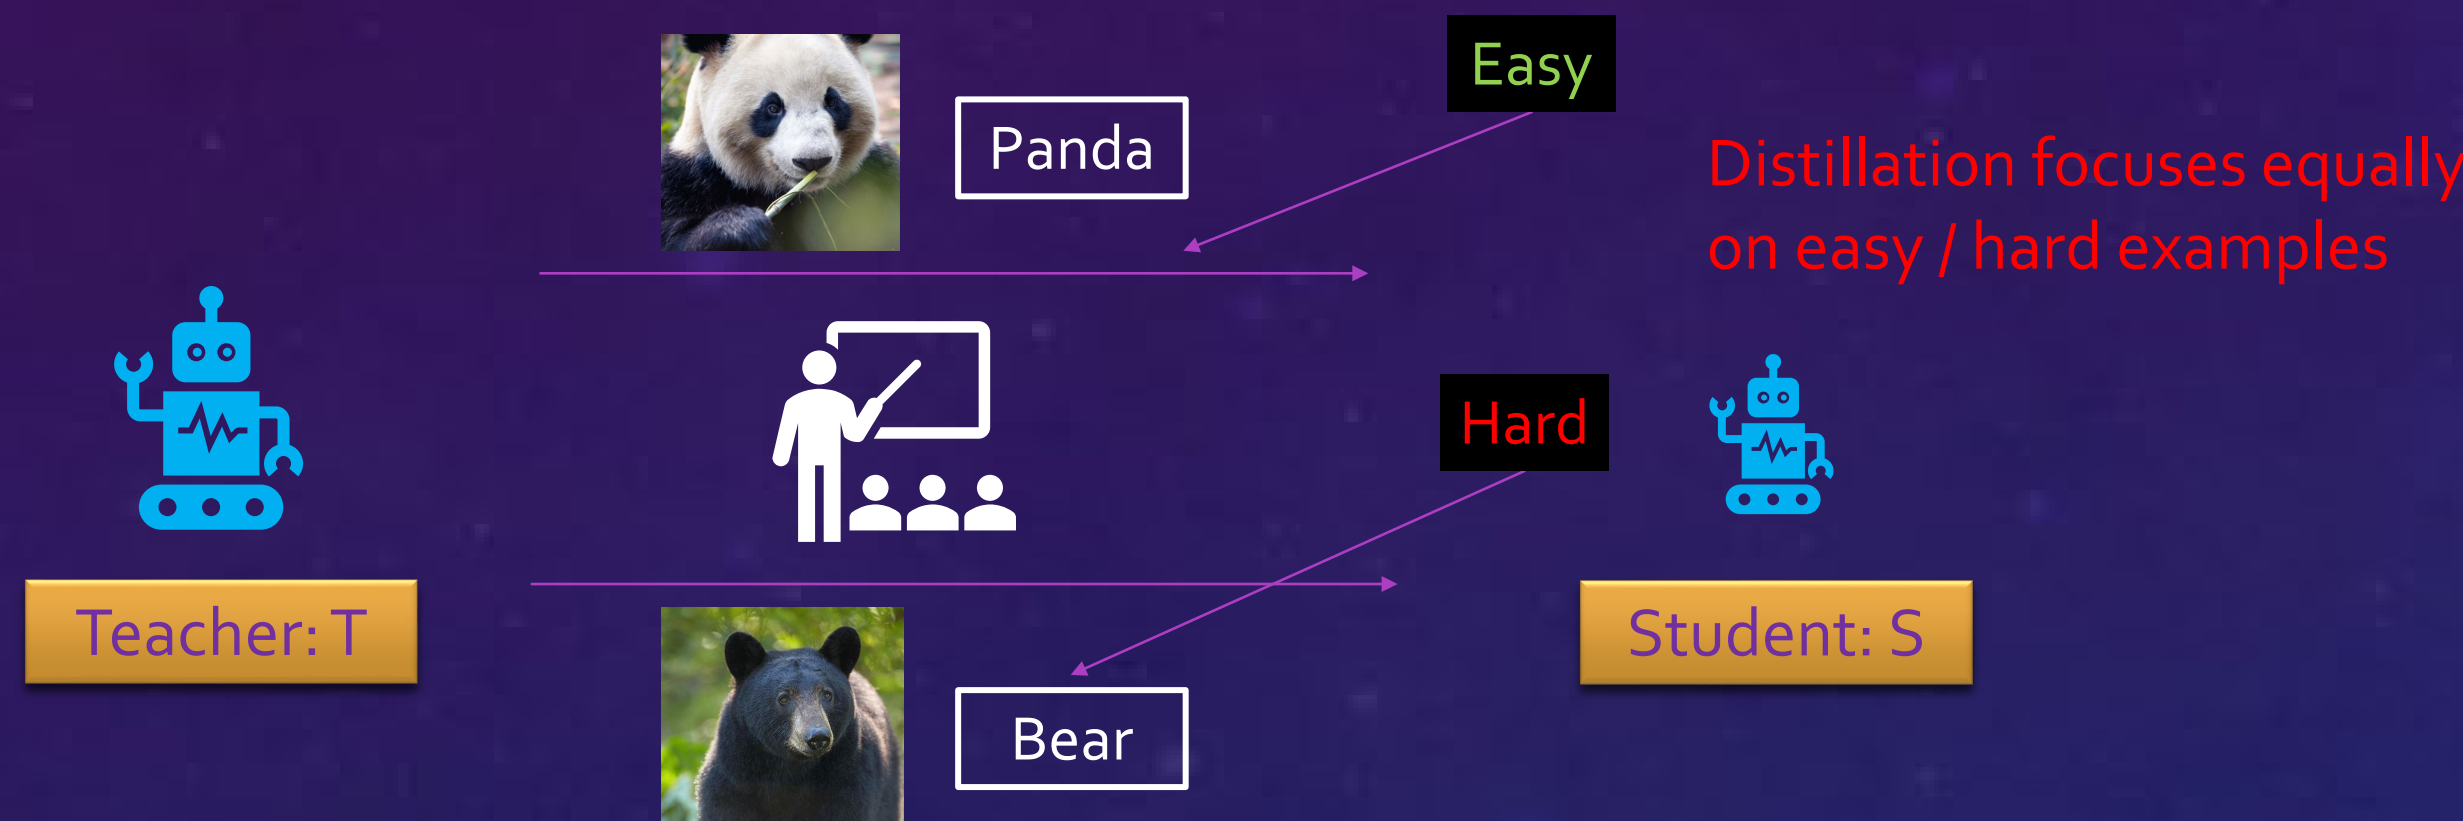 Easy
Panda
Distillation focuses equally
on easy / hard examples
Hard
Teacher: T
Student: S
Bear